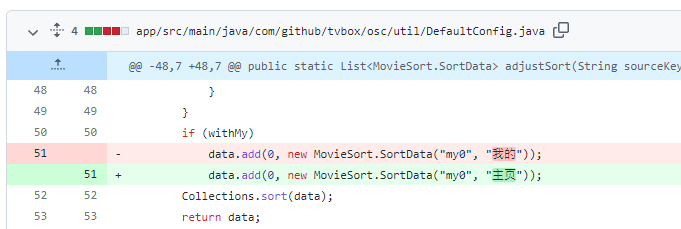 4 app/src/main/java/com/github/tvbox/osc/util/DefaultConfig.java
@@ -48,7 +48,7 @@ public static List<MovieSort.SortData> adjustSort(String sourceKey
48 48 }
49 49 }
50 50 if (withMy)
51 - data.add(0, new MovieSort.SortData("my0", "我的"));
51 + data.add(0, new MovieSort.SortData("my0", "主页"));
52 52 Collections.sort(data);
53 53 return data;